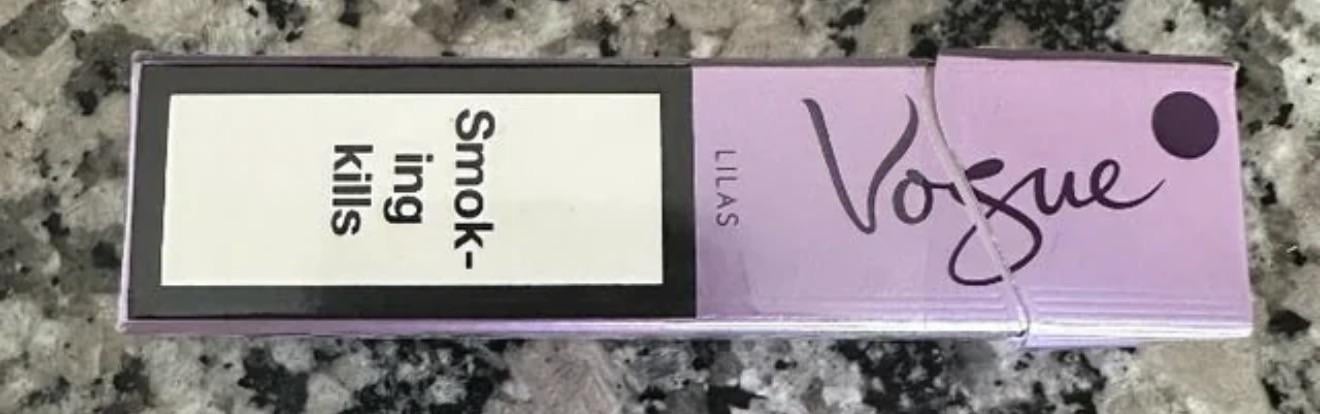 Smok-
ing
kills
LILAS
Vogue